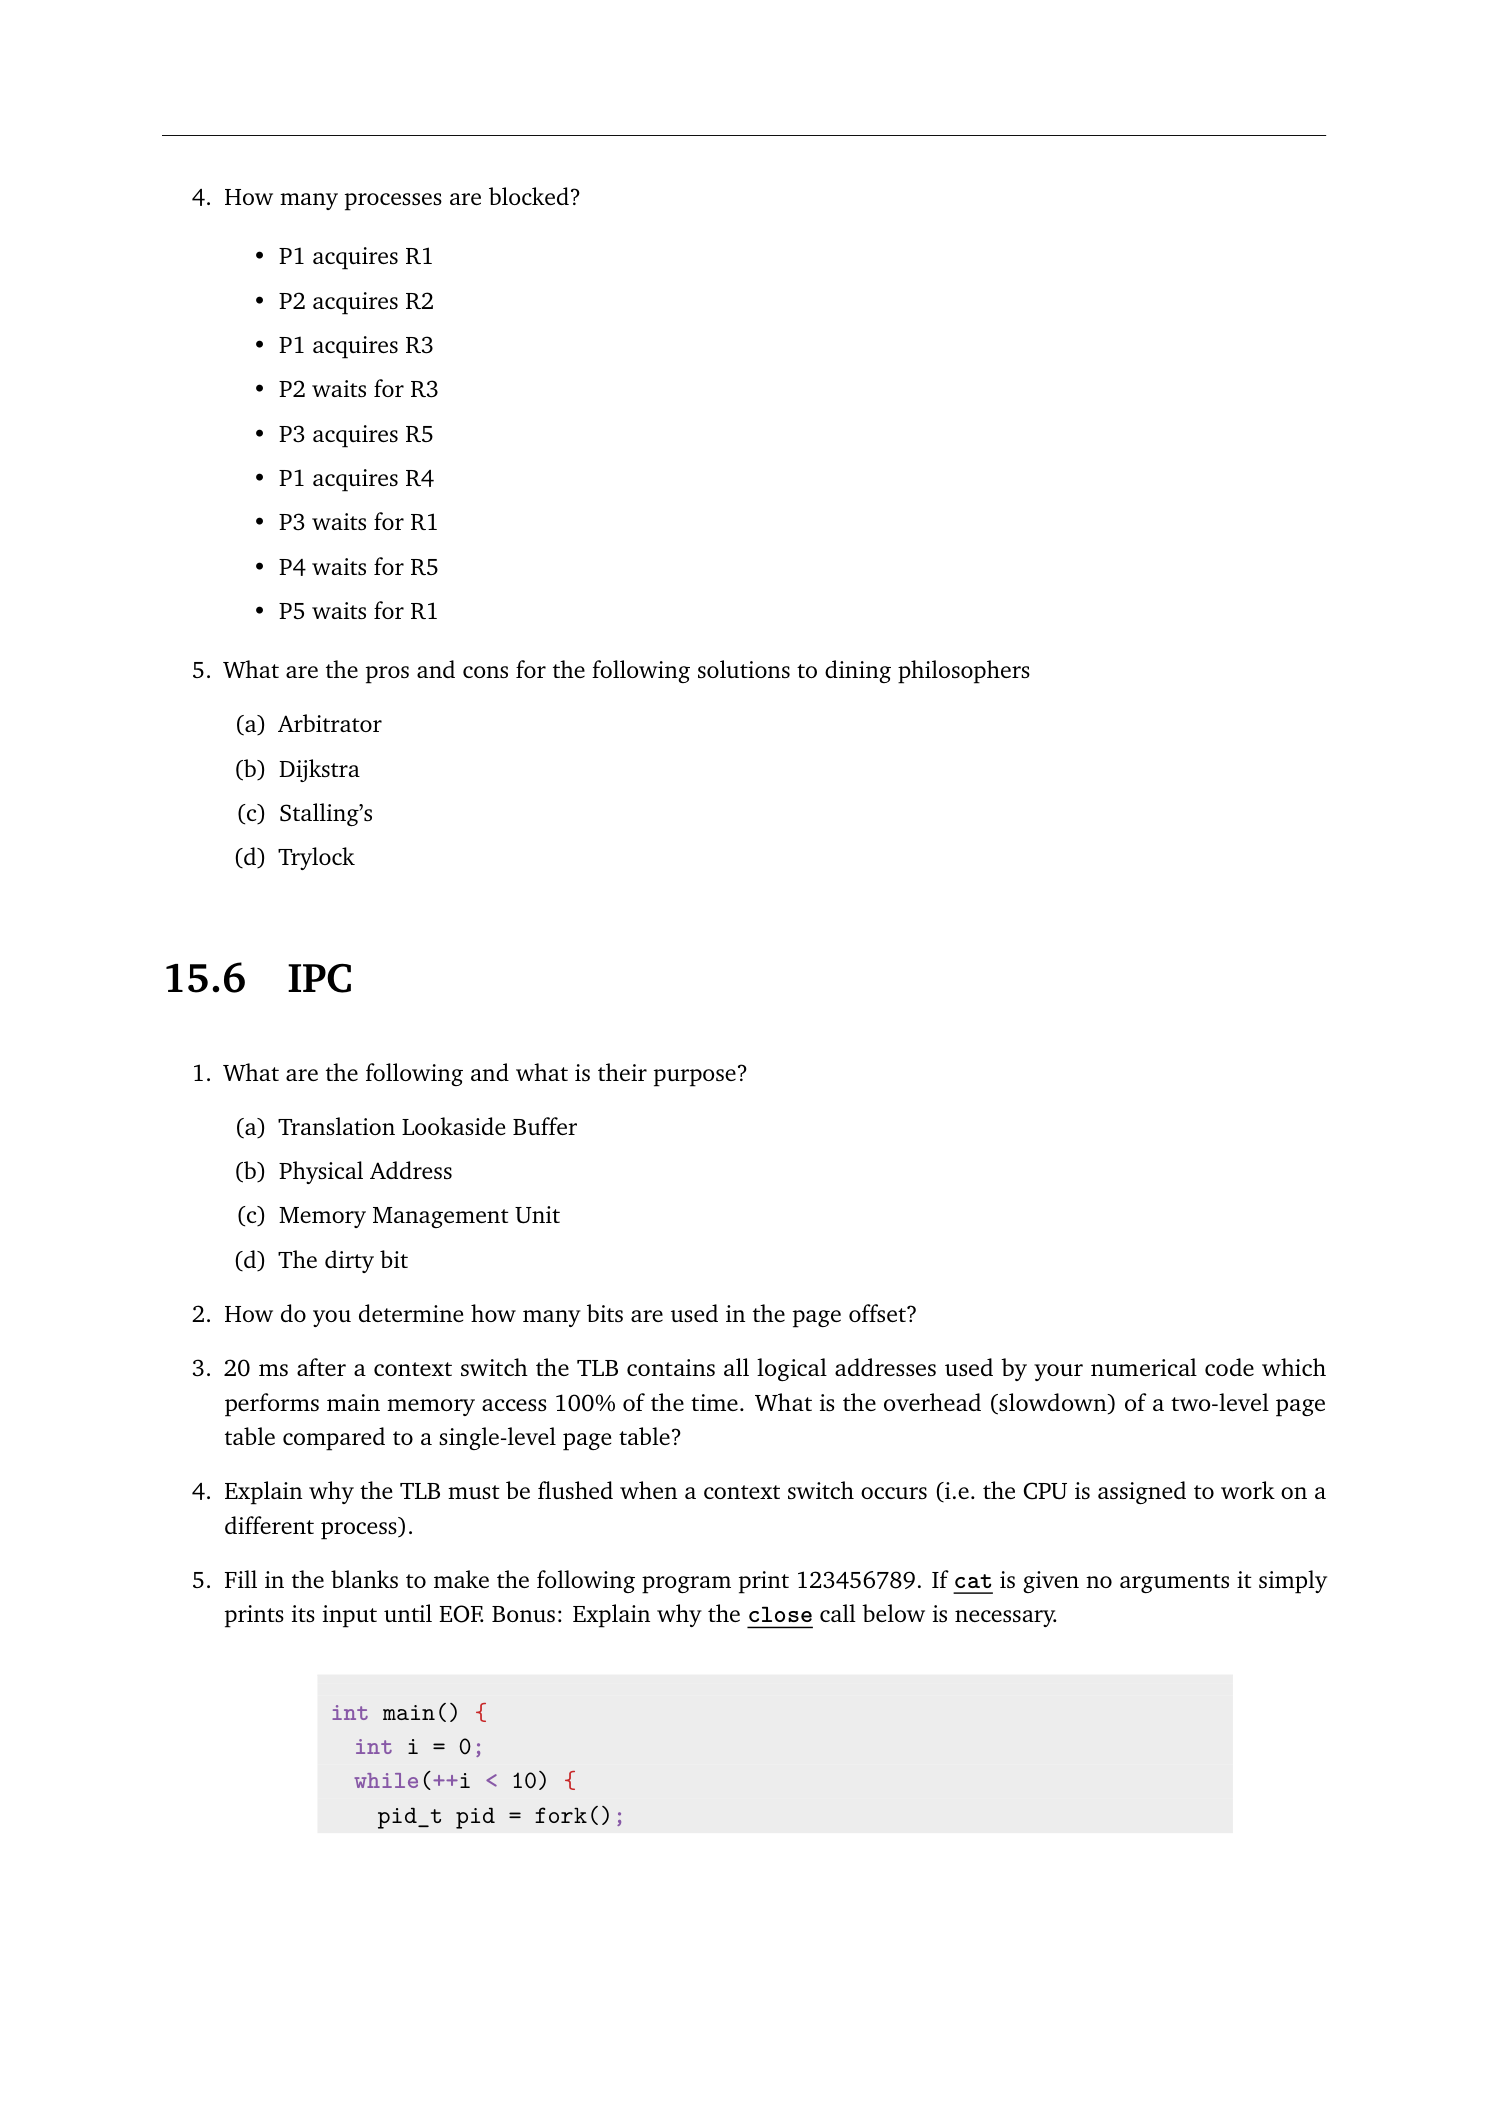 4. How many processes are blocked?
• P1 acquires R1
• P2 acquires R2
• P1 acquires R3
• P2 waits for R3
• P3 acquires R5
• P1 acquires R4
• P3 waits for R1
• P4 waits for R5
• P5 waits for R1
5. What are the pros and cons for the following solutions to dining philosophers
(a) Arbitrator
(b) Dijkstra
(c) Stalling’s
(d) Trylock
15.6 IPC
1. What are the following and what is their purpose?
(a) Translation Lookaside Buffer
(b) Physical Address
(c) Memory Management Unit
(d) The dirty bit
2. How do you determine how many bits are used in the page offset?
3. 20 ms after a context switch the TLB contains all logical addresses used by your numerical code which
performs main memory access 100% of the time. What is the overhead (slowdown) of a two-level page
table compared to a single-level page table?
4. Explain why the TLB must be flushed when a context switch occurs (i.e. the CPU is assigned to work on a
different process).
5. Fill in the blanks to make the following program print 123456789. If cat is given no arguments it simply
prints its input until EOF. Bonus: Explain why the close call below is necessary.
int main() {
int i = 0;
while(++i < 10) {
pid_t pid = fork();